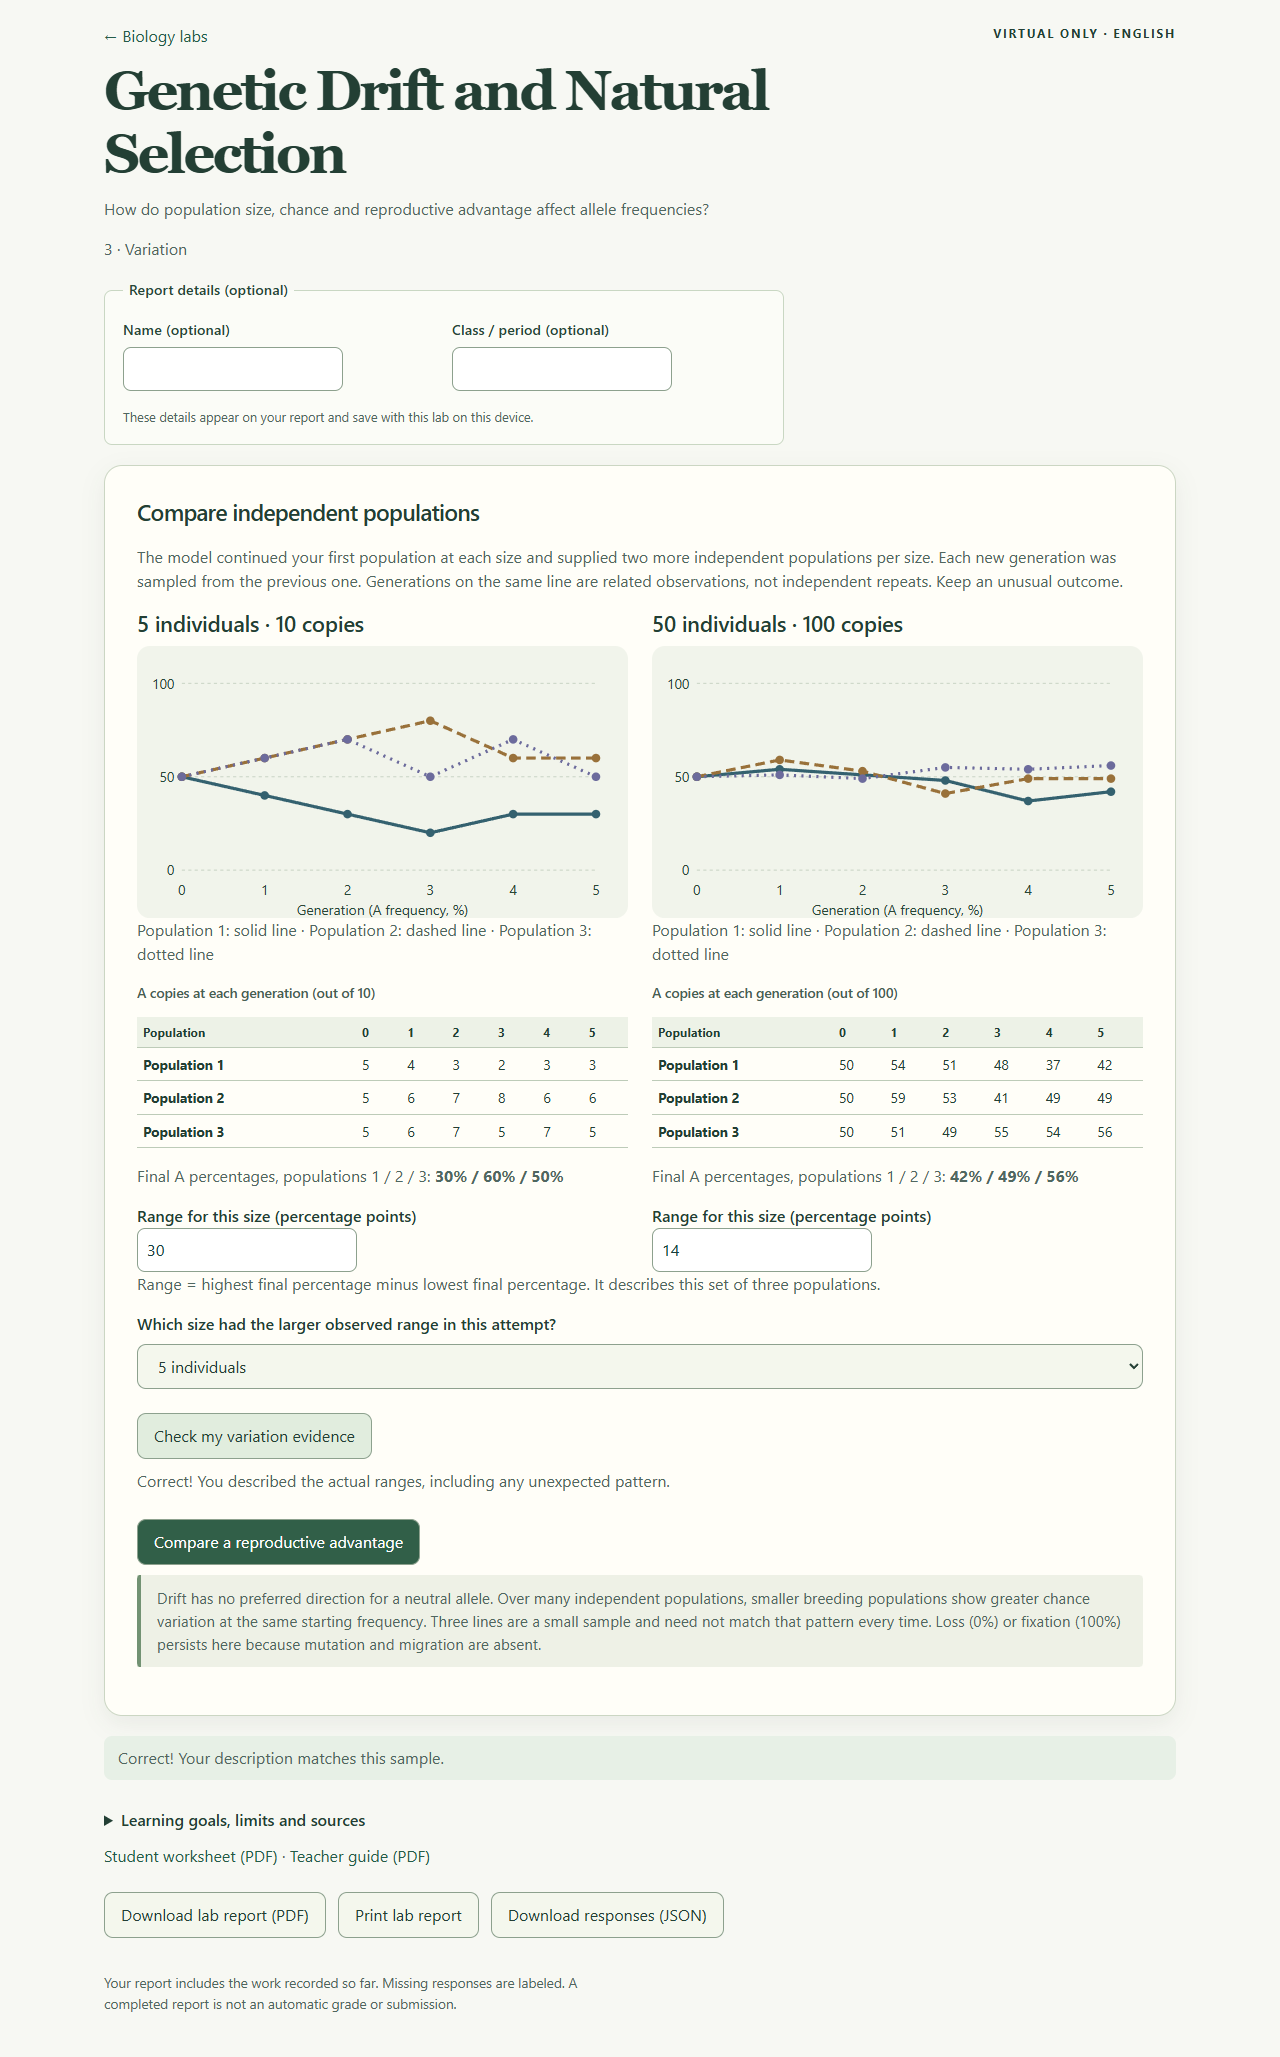 ← Biology labs
VIRTUAL ONLY · ENGLISH
Genetic Drift and Natural
Selection
How do population size, chance and reproductive advantage affect allele frequencies?
3 · Variation
Report details (optional)
Name (optional)
Class / period (optional)
These details appear on your report and save with this lab on this device.
Compare independent populations
The model continued your first population at each size and supplied two more independent populations per size. Each new generation was
sampled from the previous one. Generations on the same line are related observations, not independent repeats. Keep an unusual outcome.
5 individuals · 10 copies
100
50
0
0 1 2 3 4 5
Generation (A frequency, %)
Population 1: solid line · Population 2: dashed line · Population 3:
dotted line
A copies at each generation (out of 10)
Population 0 1 2 3 4 5
Population 1 5 4 3 2 3 3
Population 2 5 6 7 8 6 6
Population 3 5 6 7 5 7 5
Final A percentages, populations 1 / 2 / 3: 30% / 60% / 50%
Range for this size (percentage points)
30
50 individuals · 100 copies
100
50
0
0 1 2 3 4 5
Generation (A frequency, %)
Population 1: solid line · Population 2: dashed line · Population 3:
dotted line
A copies at each generation (out of 100)
Population 0 1 2 3 4 5
Population 1 50 54 51 48 37 42
Population 2 50 59 53 41 49 49
Population 3 50 51 49 55 54 56
Final A percentages, populations 1 / 2 / 3: 42% / 49% / 56%
Range for this size (percentage points)
14
Range = highest final percentage minus lowest final percentage. It describes this set of three populations.
Which size had the larger observed range in this attempt?
5 individuals
Check my variation evidence
Correct! You described the actual ranges, including any unexpected pattern.
Compare a reproductive advantage
Drift has no preferred direction for a neutral allele. Over many independent populations, smaller breeding populations show greater chance
variation at the same starting frequency. Three lines are a small sample and need not match that pattern every time. Loss (0%) or fixation (100%)
persists here because mutation and migration are absent.
Correct! Your description matches this sample.
▶ Learning goals, limits and sources
Student worksheet (PDF) · Teacher guide (PDF)
Download lab report (PDF)
Print lab report
Download responses (JSON)
Your report includes the work recorded so far. Missing responses are labeled. A
completed report is not an automatic grade or submission.